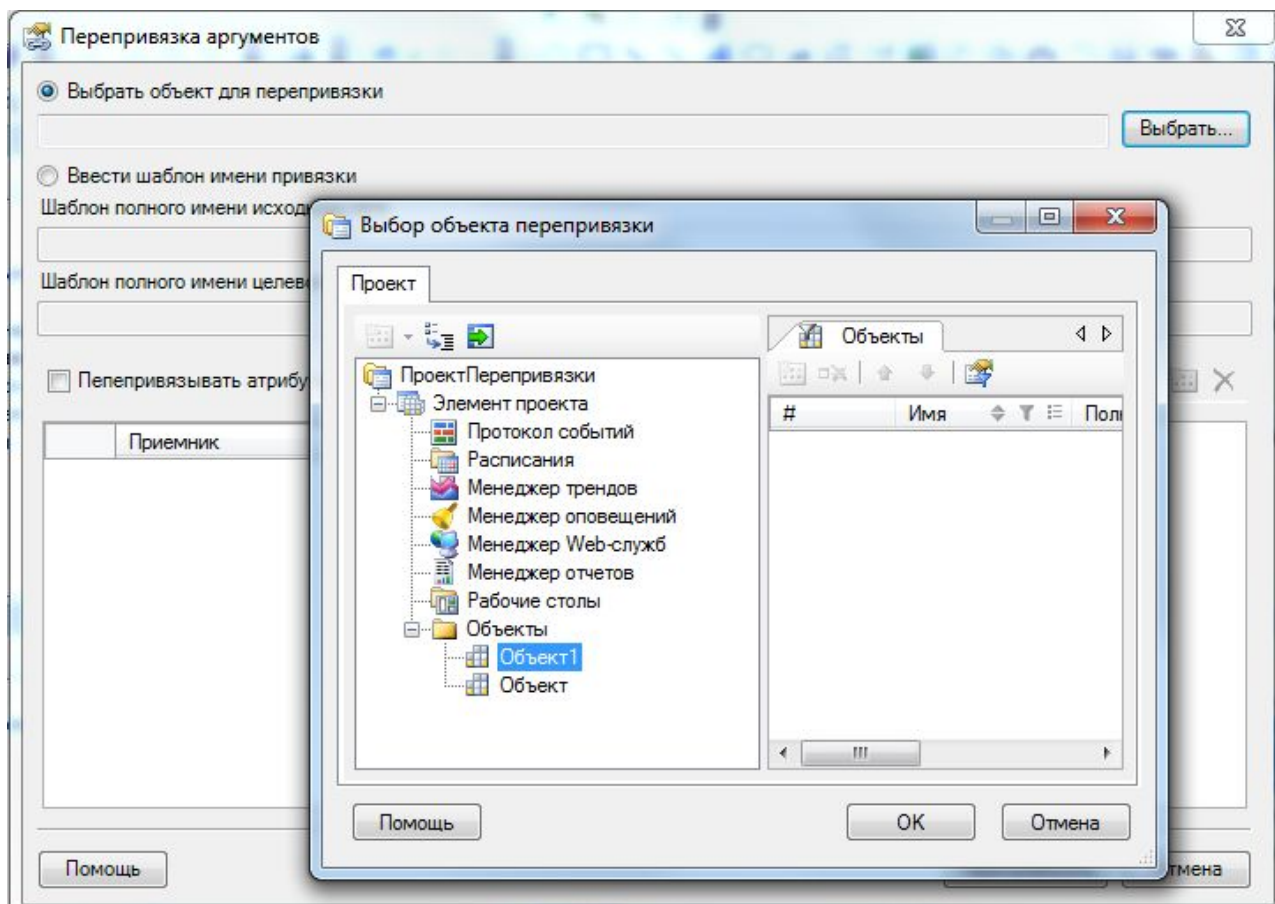 Перепривязка аргументов
Выбрать объект для перепривязки
Выбрать...
Ввести шаблон имени привязки
Шаблон полного имени исход
Выбор объекта перепривязки
Шаблон полного имени целев
Проект
Объекты
ПроектПерепривязки
Элемент проекта
Пепепривязывать атрибу
# Имя Пол
Протокол событий
Приемник
Расписания
Менеджер трендов
Менеджер оповещений
Менеджер Web-служб
Менеджер отчетов
Рабочие столы
Объекты
Объект1
Объект
Помощь OK Отмена
Помощь тмена